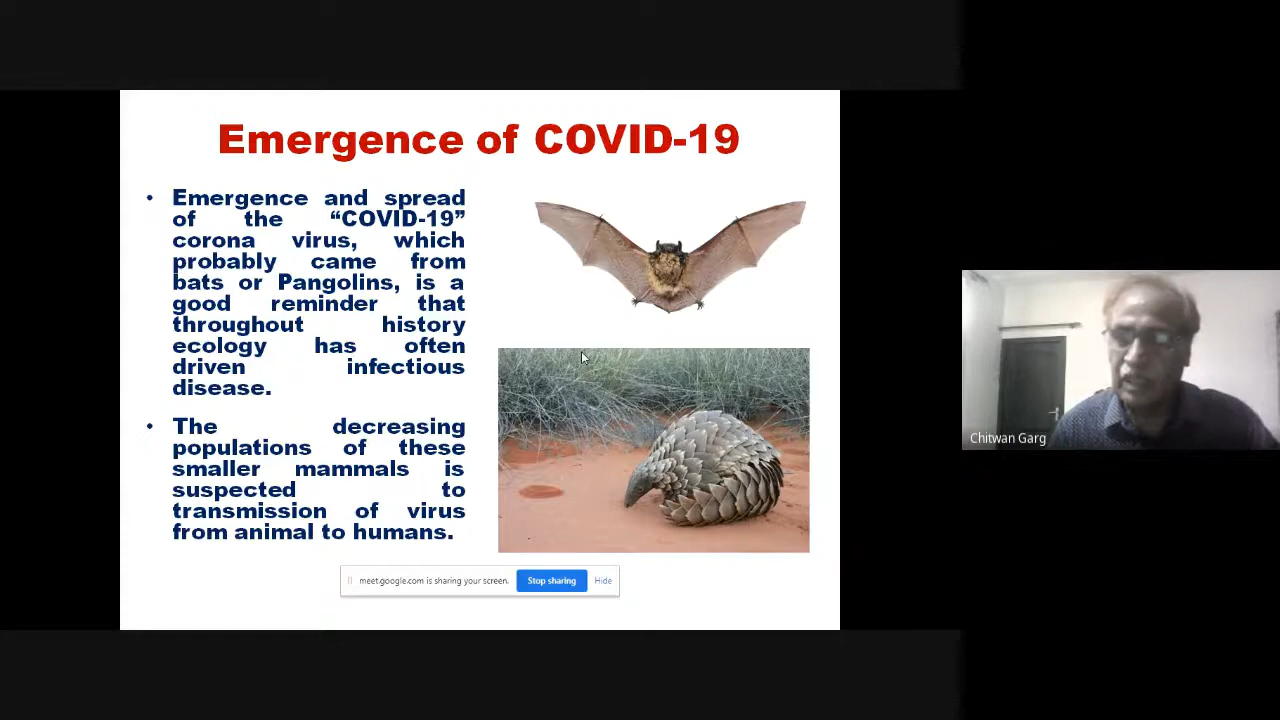 Emergence of COVID-19
• Emergence and spread
of the “COVID-19”
corona virus, which
probably came from
bats or Pangolins, is a
good reminder that
throughout history
ecology has often
driven infectious
disease.
• The decreasing
populations of these
smaller mammals is
suspected to
transmission of virus
from animal to humans.
meet.google.com is sharing your screen. Stop sharing Hide
Chitwan Garg